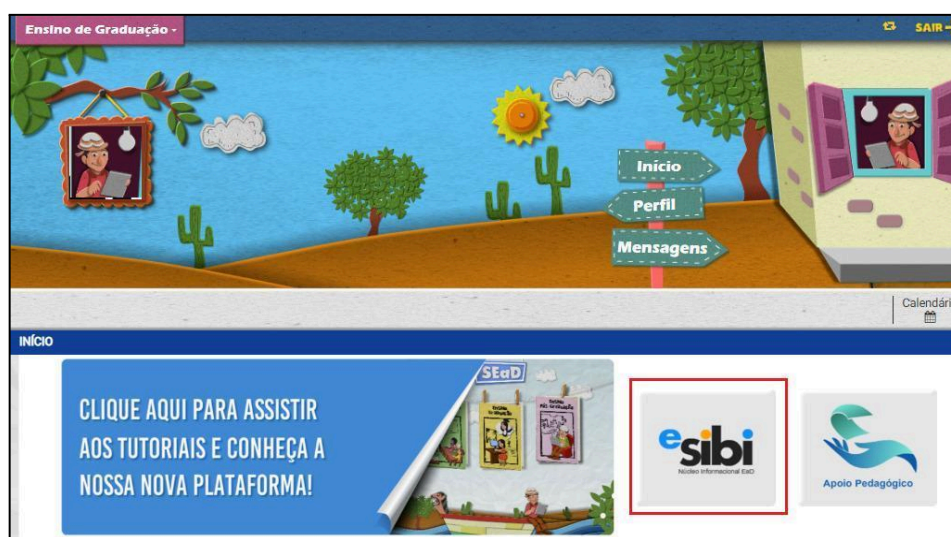 Ensino de Graduação
SAIR
Início
Perfil
Mensagens
INÍCIO
CLIQUE AQUI PARA ASSISTIR
AOS TUTORIAIS E CONHEÇA A
NOSSA NOVA PLATAFORMA!
SEaD
esibi
Núcleo Informacional EaD
Apoio Pedagógico